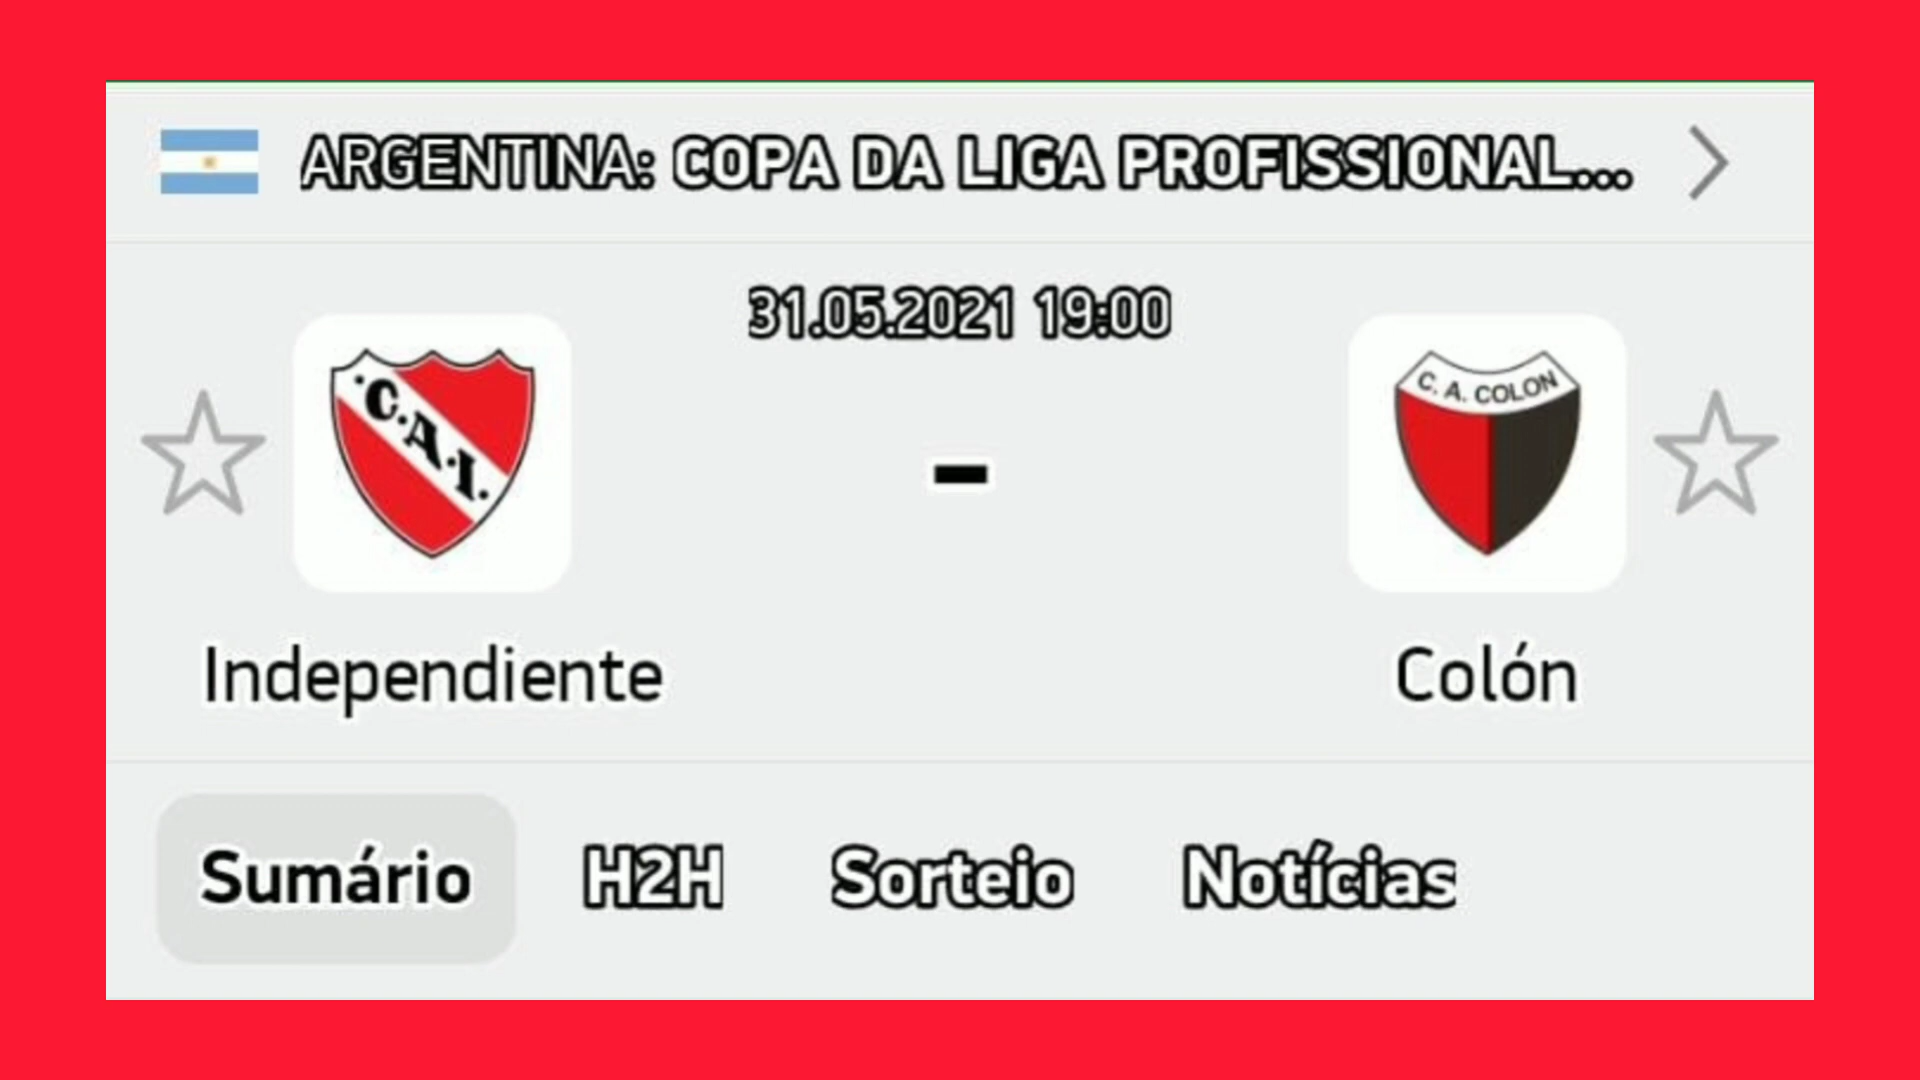 ARGENTINA: COPA DA LIGA PROFISSIONAL...
31.05.2021 19:00
C.A.I.
C. A. COLON
-
Independiente
Colón
Sumário
H2H
Sorteio
Notícias